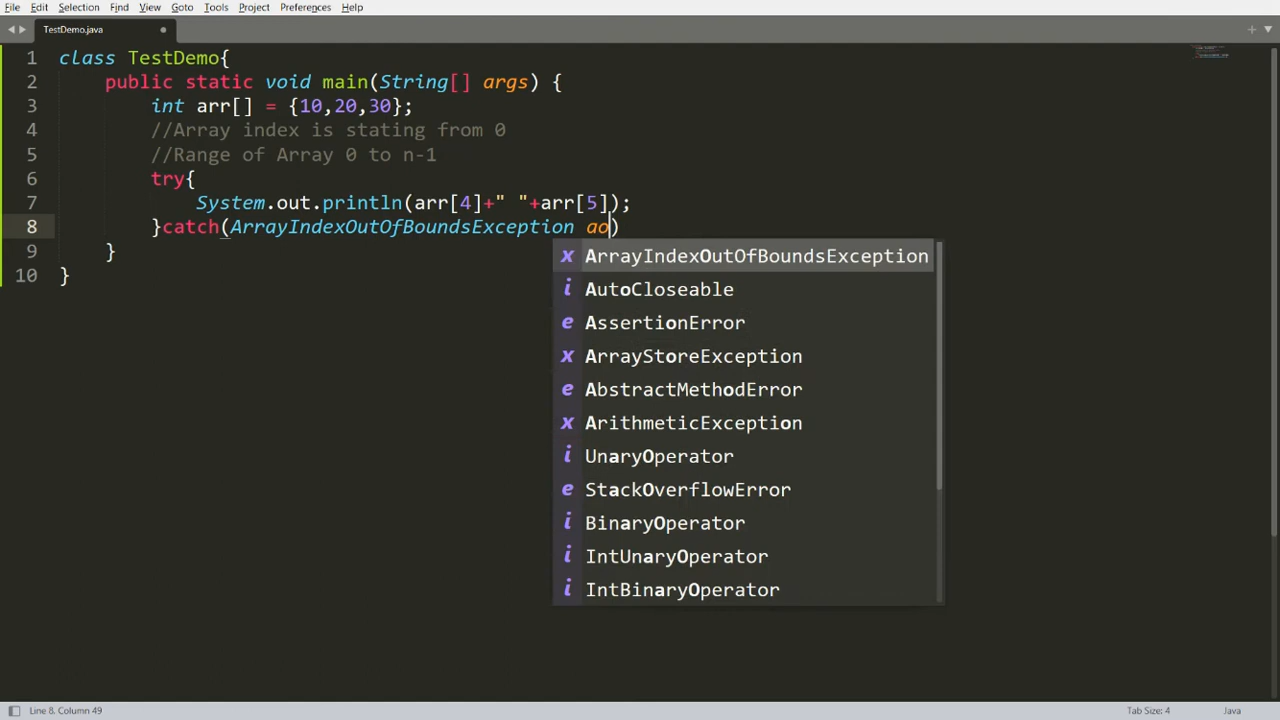 File Edit Selection Find View Goto Tools Project Preferences Help
TestDemo.java
1 class TestDemo{
2 public static void main(String[] args) {
3 int arr[] = {10,20,30};
4 //Array index is stating from 0
5 //Range of Array 0 to n-1
6 try{
7 System.out.println(arr[4]+" "+arr[5]);
8 }catch(ArrayIndexOutOfBoundsException ao)
9 }
10 }
x ArrayIndexOutOfBoundsException
i AutoCloseable
e AssertionError
x ArrayStoreException
e AbstractMethodError
x ArithmeticException
i UnaryOperator
e StackOverflowError
i BinaryOperator
i IntUnaryOperator
i IntBinaryOperator
Line 8, Column 49 Tab Size: 4 Java